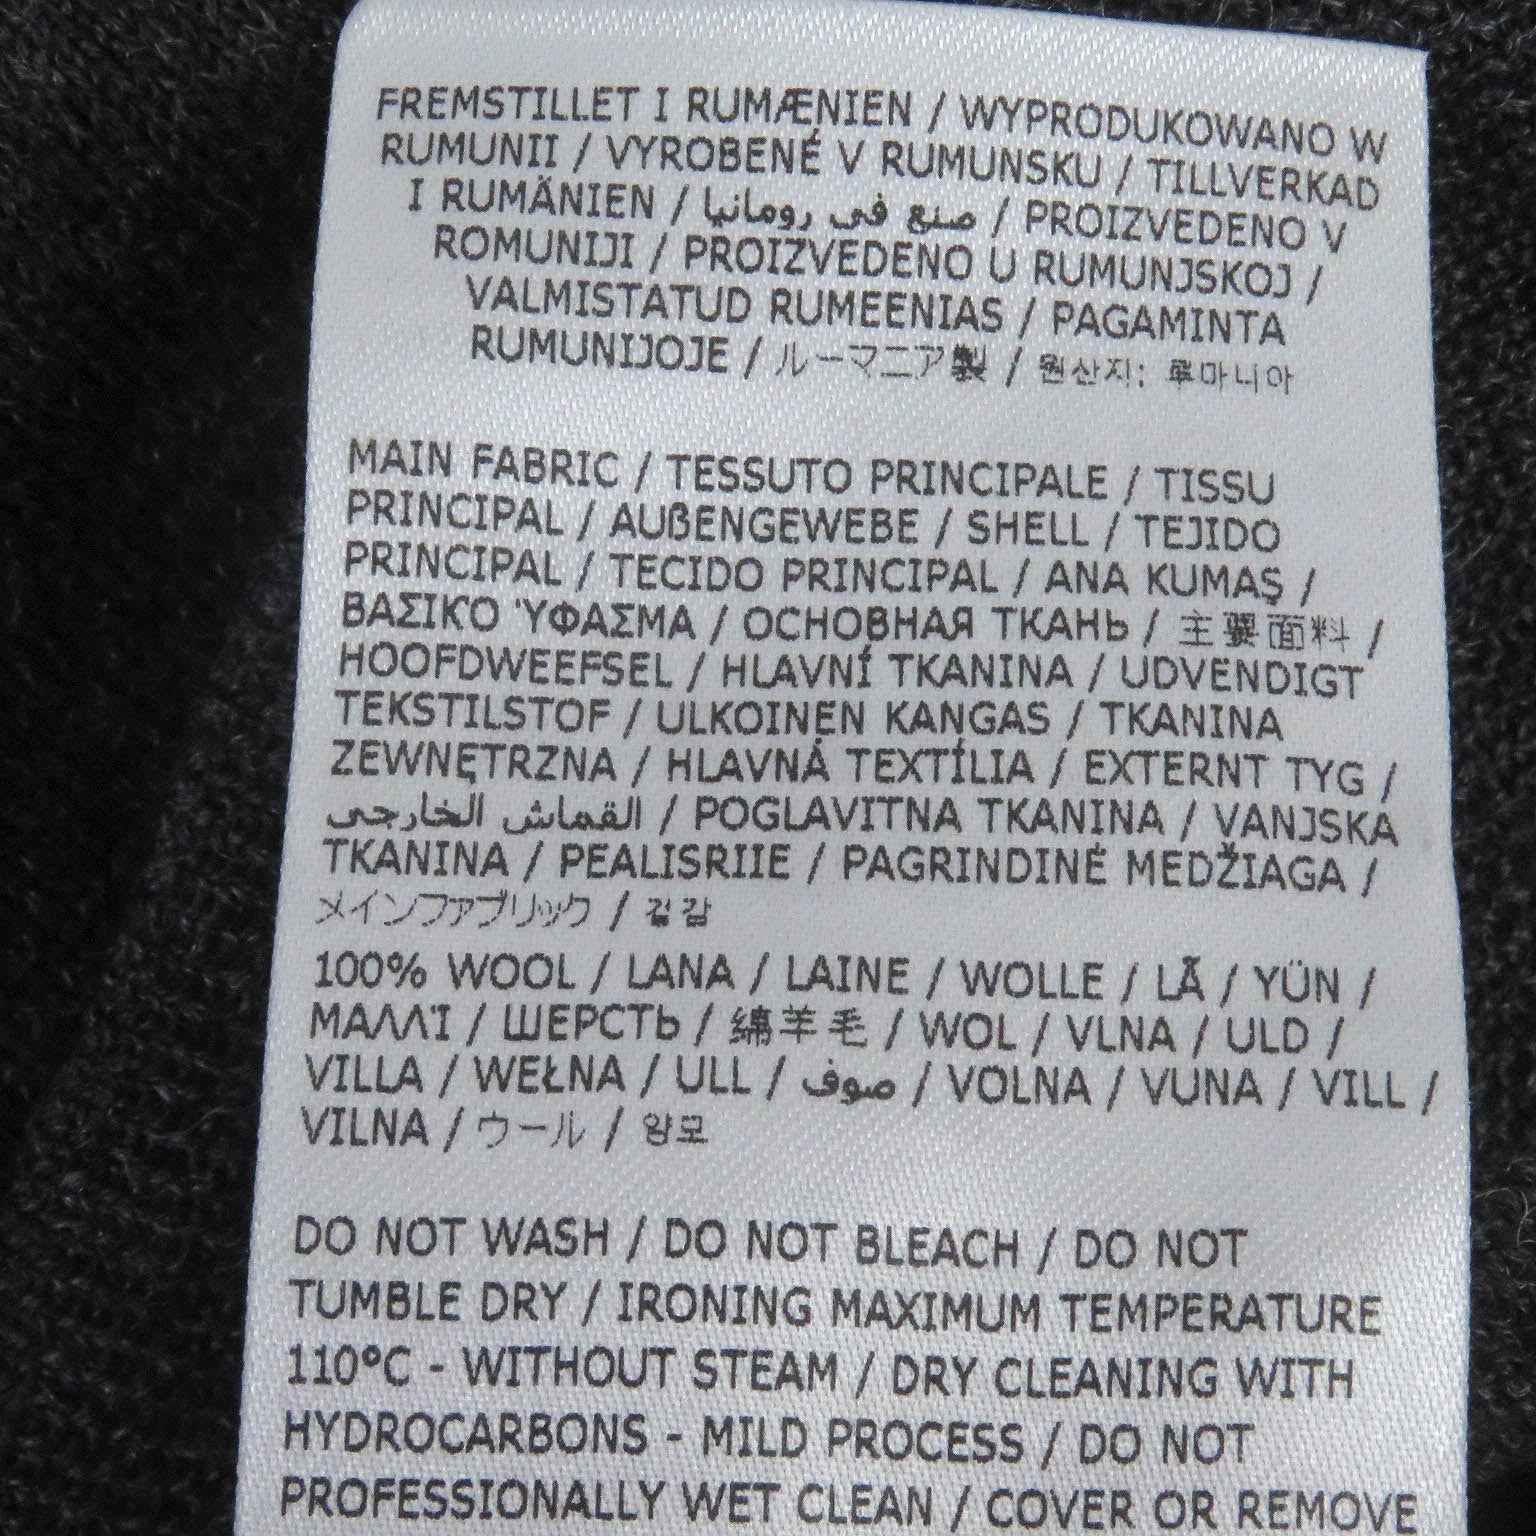 FREMSTILLET I RUMÆNIEN / WYPRODUKOWANO W
RUMUNII / VYROBENÉ V RUMUNSKU / TILLVERKAD
I RUMÄNIEN / صنع في رومانيا / PROIZVEDENO V
ROMUNIJI / PROIZVEDENO U RUMUNJSKOJ /
VALMISTATUD RUMEENIAS / PAGAMINTA
RUMUNIJOJE / ルーマニア製 / 원산지: 루마니아
MAIN FABRIC / TESSUTO PRINCIPALE / TISSU
PRINCIPAL / AUßENGEWEBE / SHELL / TEJIDO
PRINCIPAL / TECIDO PRINCIPAL / ANA KUMAŞ /
ΒΑΣΙΚΌ ΎΦΑΣΜΑ / ОСНОВНАЯ ТКАНЬ / 主要面料 /
HOOFDWEEFSEL / HLAVNÍ TKANINA / UDVENDIGT
TEKSTILSTOF / ULKOINEN KANGAS / TKANINA
ZEWNĘTRZNA / HLAVNÁ TEXTÍLIA / EXTERNT TYG /
القماش الخارجي / POGLAVITNA TKANINA / VANJSKA
TKANINA / PEALISRIIE / PAGRINDINĖ MEDŽIAGA /
メインファブリック / 겉감
100% WOOL / LANA / LAINE / WOLLE / LÃ / YÜN /
ΜΑΛΛΊ / ШЕРСТЬ / 绵羊毛 / WOL / VLNA / ULD /
VILLA / WEŁNA / ULL / صوف / VOLNA / VUNA / VILL /
VILNA / ウール / 양모
DO NOT WASH / DO NOT BLEACH / DO NOT
TUMBLE DRY / IRONING MAXIMUM TEMPERATURE
110°C - WITHOUT STEAM / DRY CLEANING WITH
HYDROCARBONS - MILD PROCESS / DO NOT
PROFESSIONALLY WET CLEAN / COVER OR REMOVE